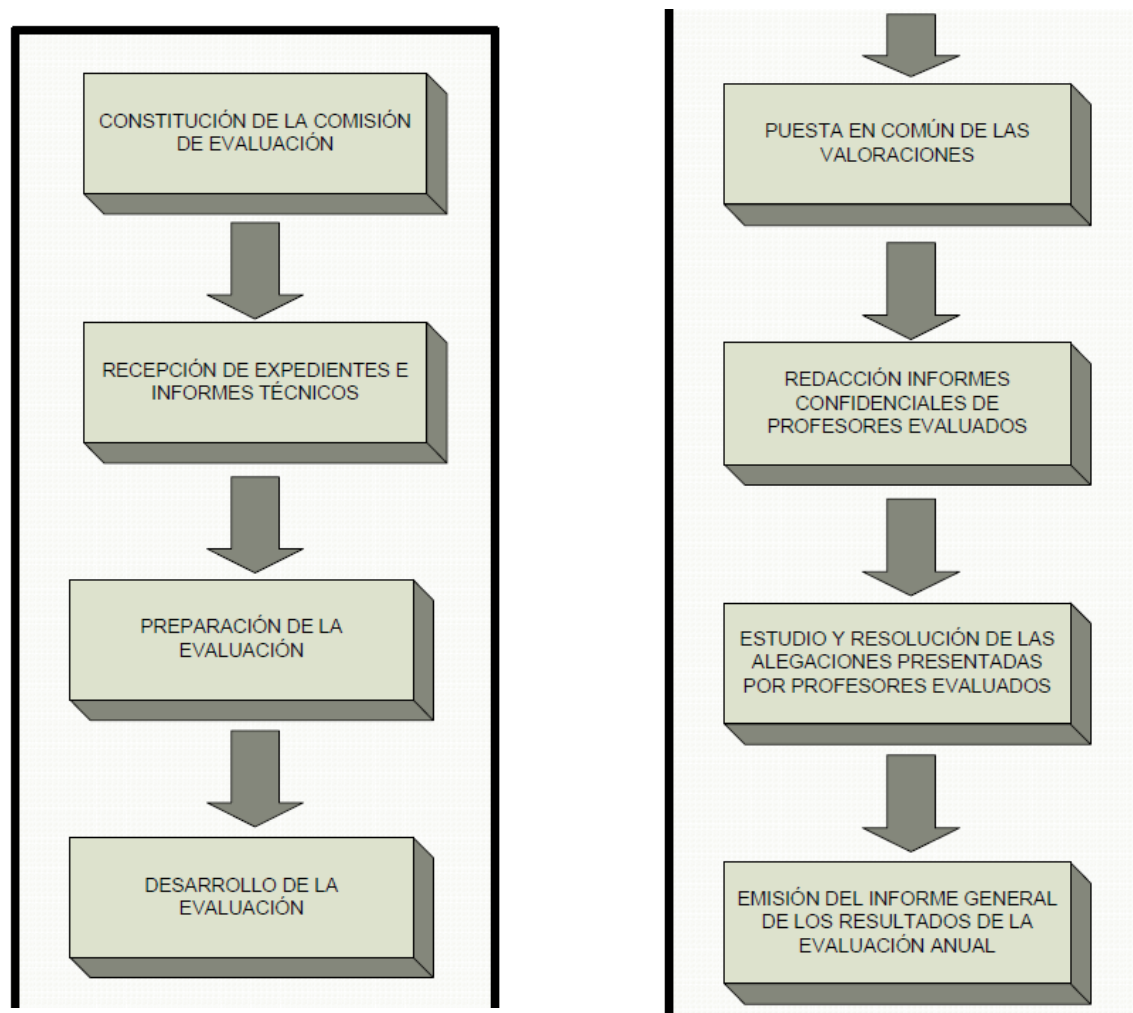 CONSTITUCIÓN DE LA COMISIÓN
DE EVALUACIÓN
RECEPCIÓN DE EXPEDIENTES E
INFORMES TÉCNICOS
PREPARACIÓN DE LA
EVALUACIÓN
DESARROLLO DE LA
EVALUACIÓN
PUESTA EN COMÚN DE LAS
VALORACIONES
REDACCIÓN INFORMES
CONFIDENCIALES DE
PROFESORES EVALUADOS
ESTUDIO Y RESOLUCIÓN DE LAS
ALEGACIONES PRESENTADAS
POR PROFESORES EVALUADOS
EMISIÓN DEL INFORME GENERAL
DE LOS RESULTADOS DE LA
EVALUACIÓN ANUAL